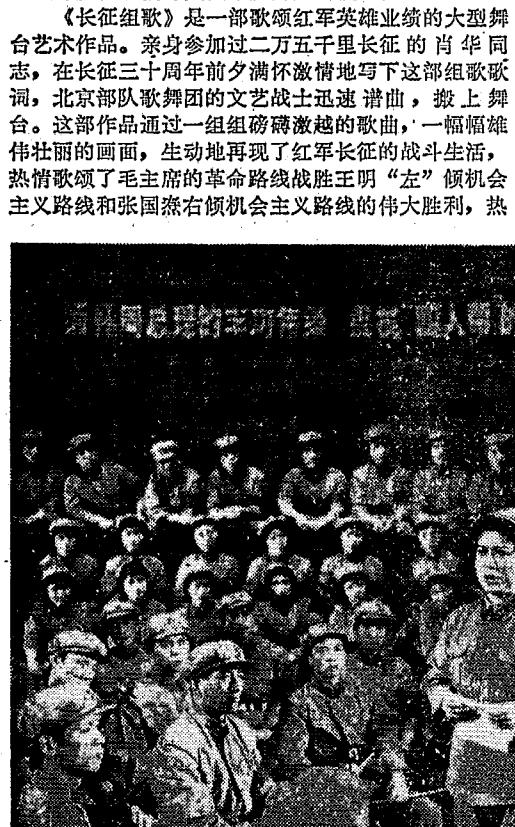 《长征组歌》是一部歌颂红军英雄业绩的大型舞
台艺术作品。亲身参加过二万五千里长征的肖华同
志，在长征三十周年前夕满怀激情地写下这部组歌歌
词，北京部队歌舞团的文艺战士迅速谱曲，搬上舞
台。这部作品通过一组组磅礴激越的歌曲，一幅幅雄
伟壮丽的画面，生动地再现了红军长征的战斗生活，
热情歌颂了毛主席的革命路线战胜王明“左”倾机会
主义路线和张国焘右倾机会主义路线的伟大胜利，热
周总理的丰功伟绩